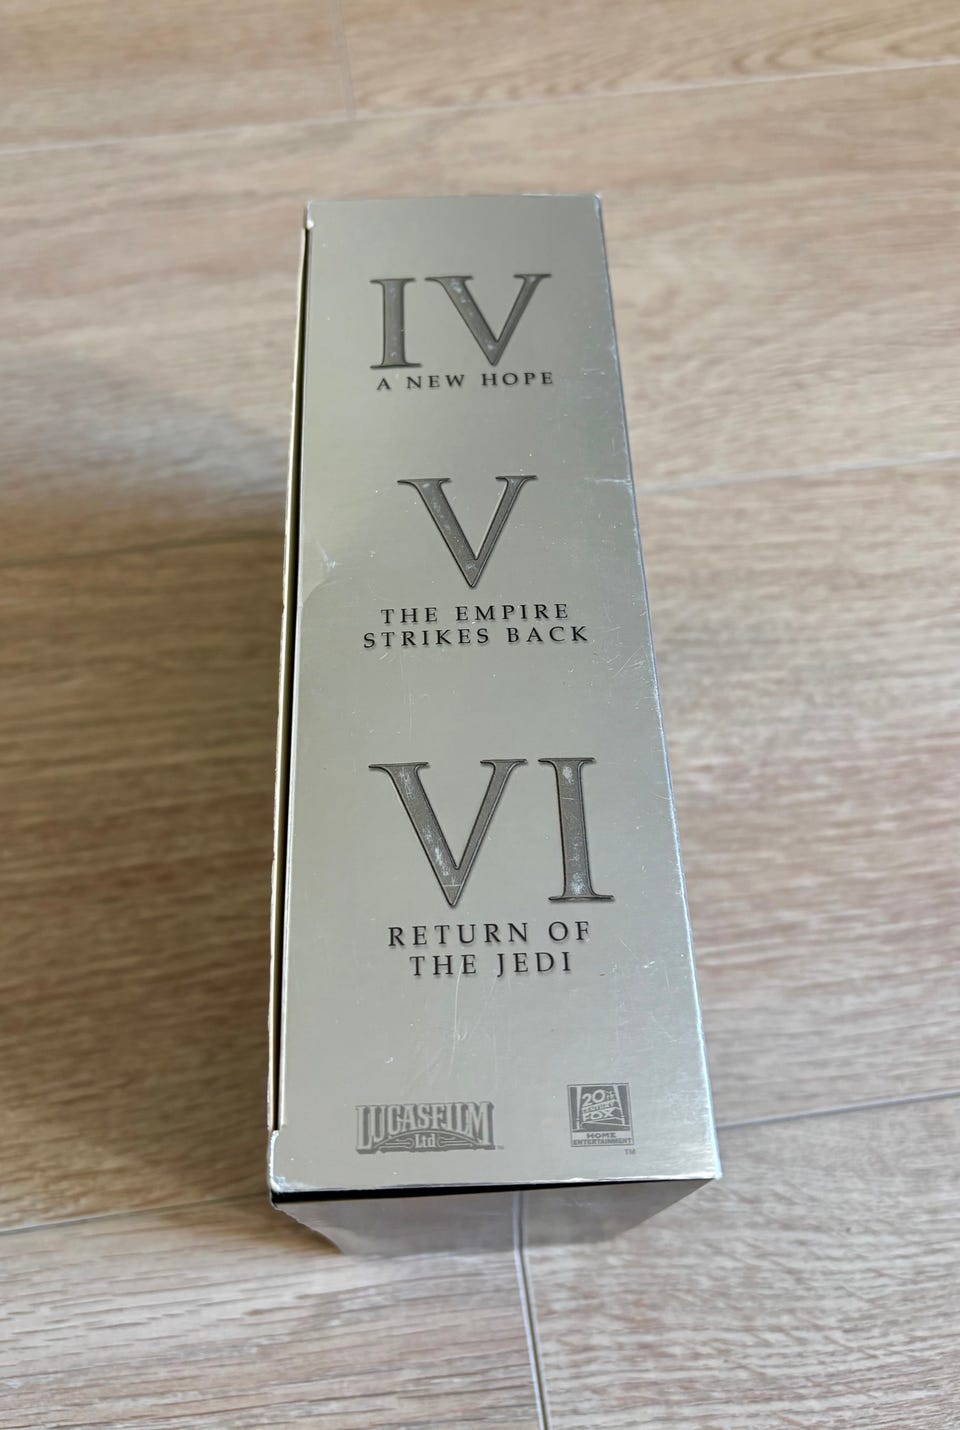 IV
A NEW HOPE
V
THE EMPIRE
STRIKES BACK
VI
RETURN OF
THE JEDI
LUCASFILM
Ltd
20th
CENTURY
FOX
HOME
ENTERTAINMENT
TM